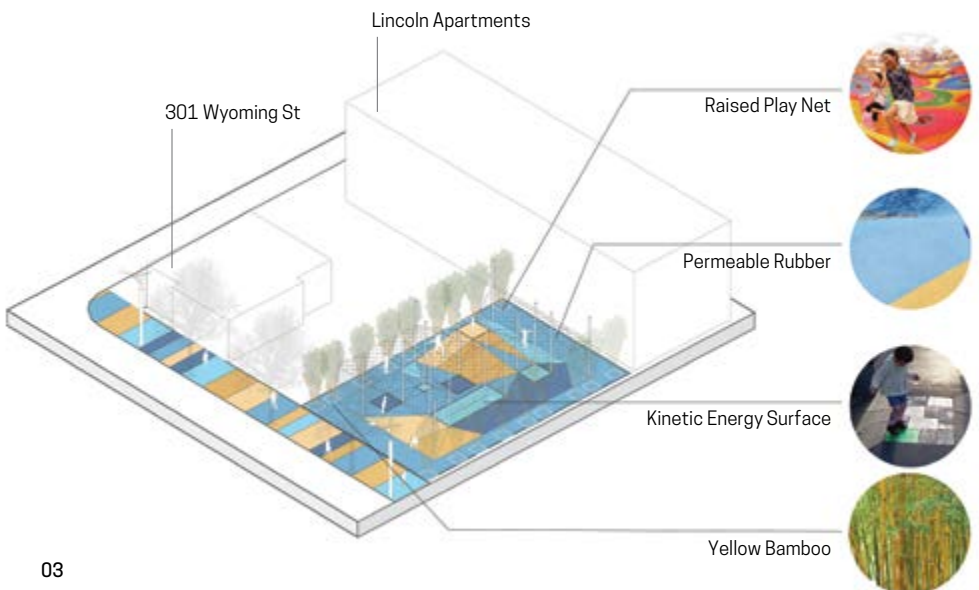 Lincoln Apartments
301 Wyoming St
Raised Play Net
Permeable Rubber
Kinetic Energy Surface
Yellow Bamboo
03